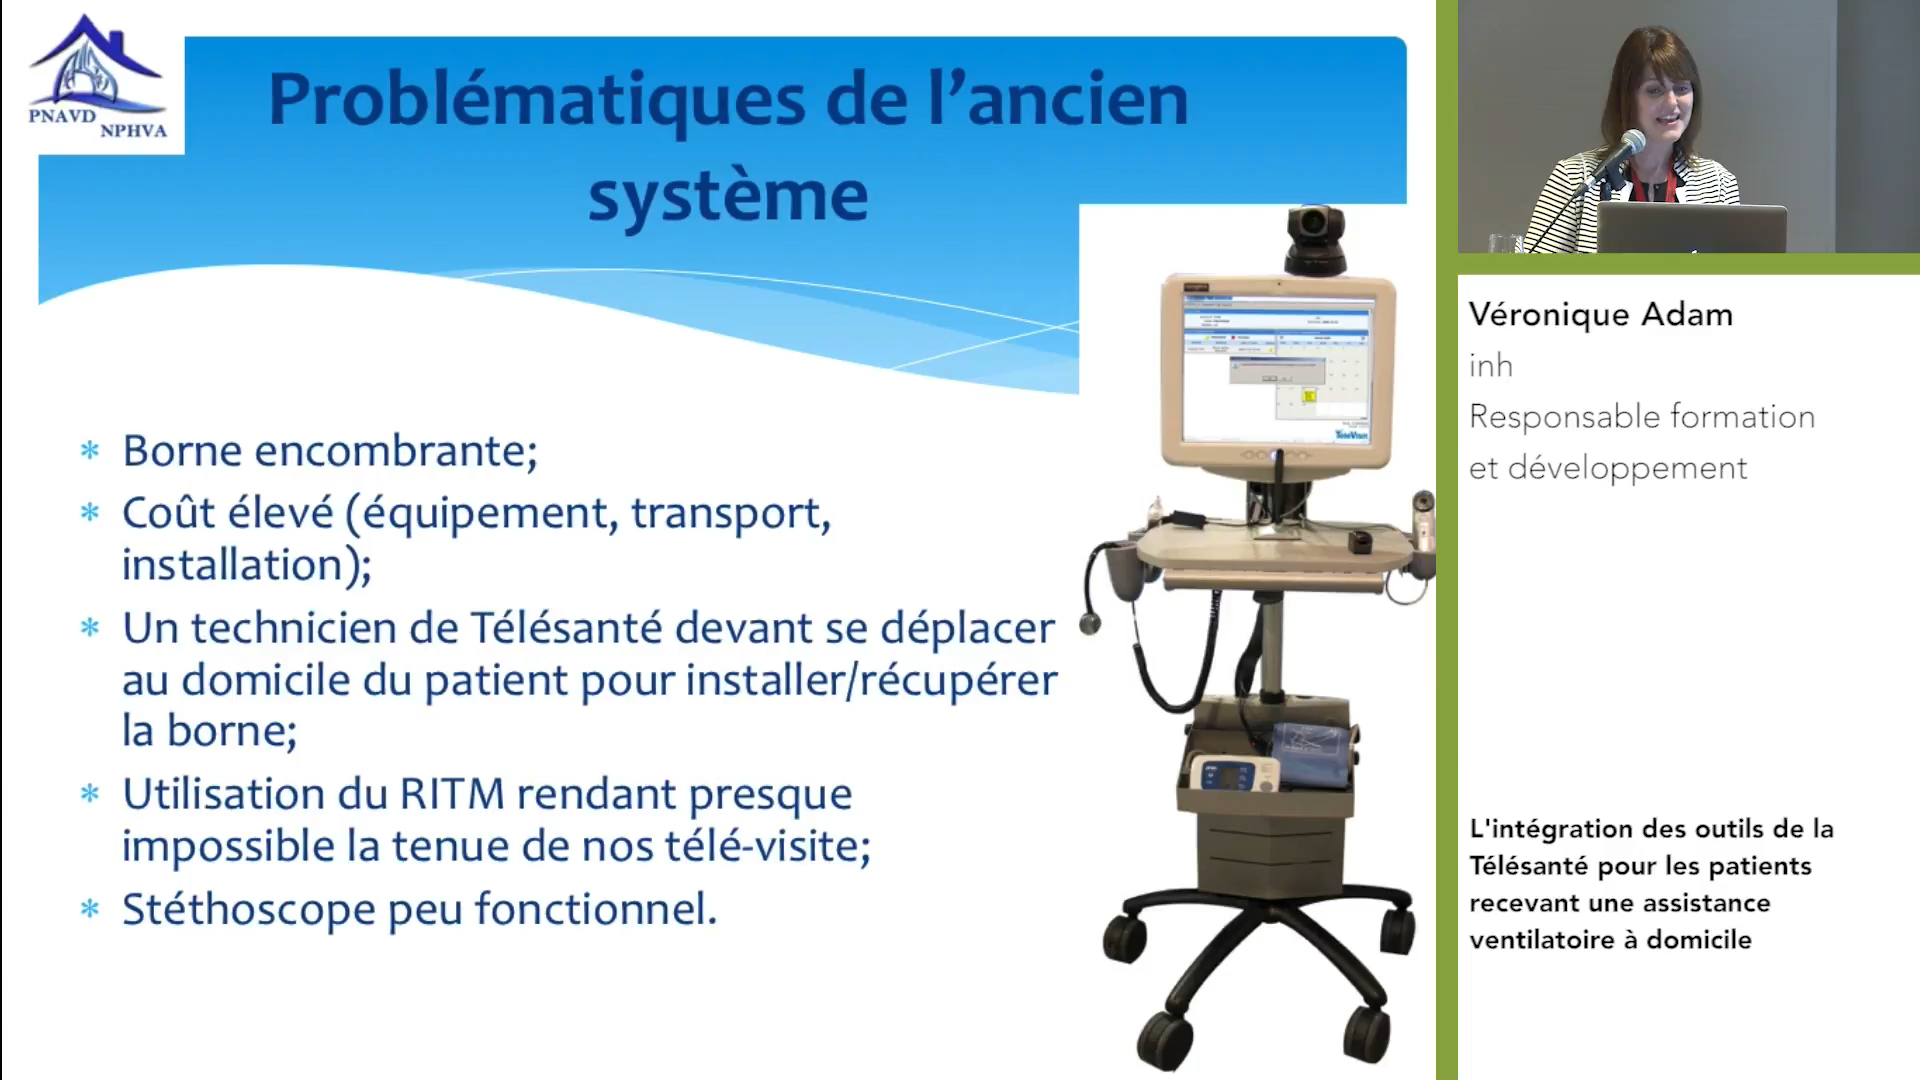 PNAVD
NPHVA
Problématiques de l’ancien
système
* Borne encombrante;
* Coût élevé (équipement, transport,
installation);
* Un technicien de Télésanté devant se déplacer
au domicile du patient pour installer/récupérer
la borne;
* Utilisation du RITM rendant presque
impossible la tenue de nos télé-visite;
* Stéthoscope peu fonctionnel.
TéléVisit
Véronique Adam
inh
Responsable formation
et développement
L'intégration des outils de la
Télésanté pour les patients
recevant une assistance
ventilatoire à domicile